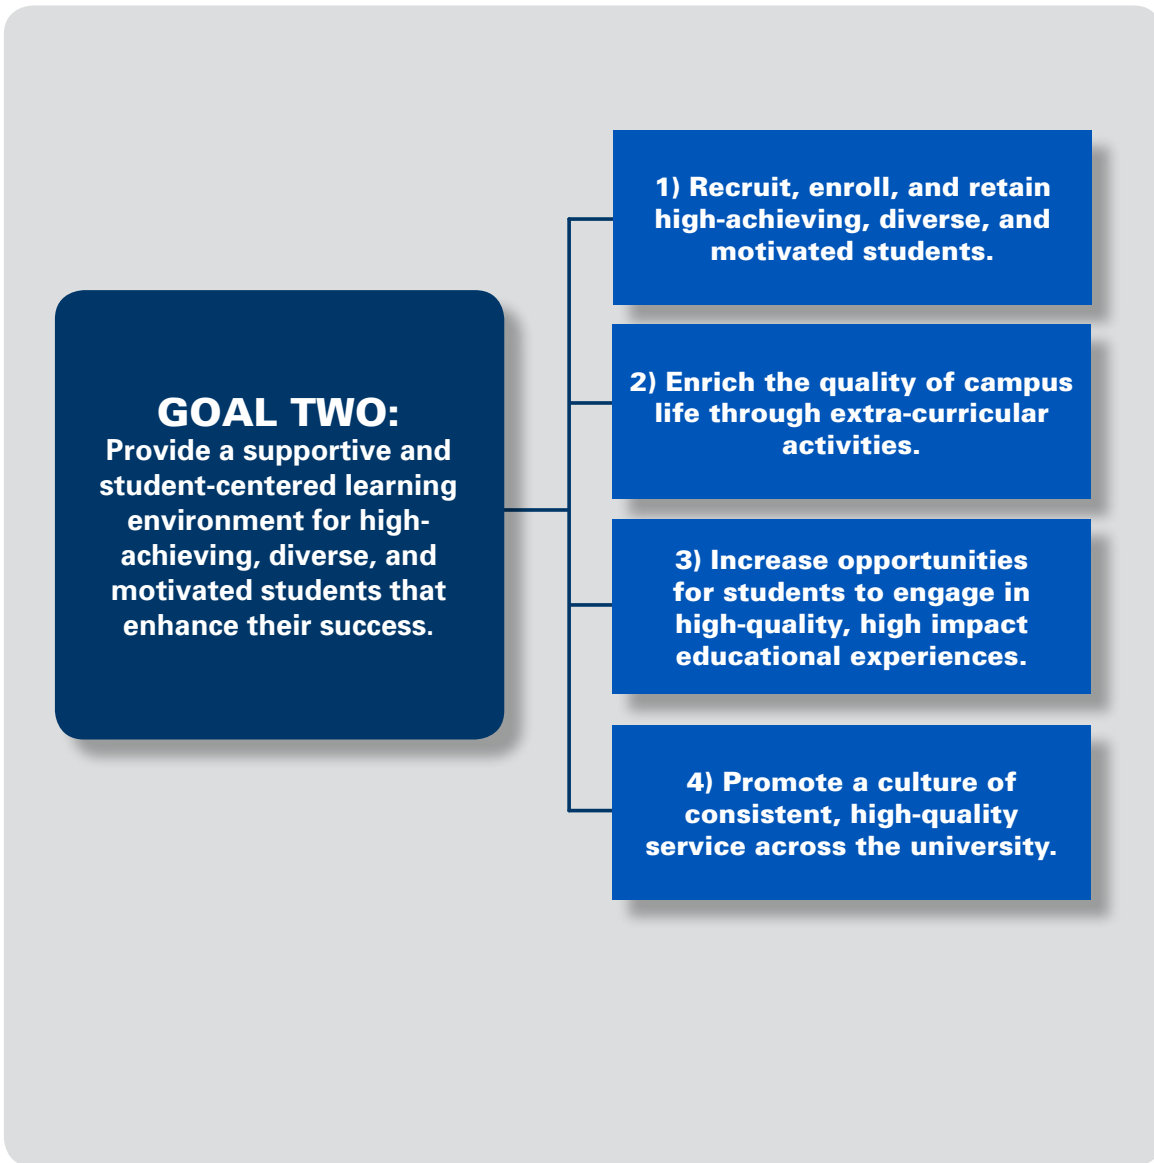 GOAL TWO:
Provide a supportive and
student-centered learning
environment for high-
achieving, diverse, and
motivated students that
enhance their success.
1) Recruit, enroll, and retain
high-achieving, diverse, and
motivated students.
2) Enrich the quality of campus
life through extra-curricular
activities.
3) Increase opportunities
for students to engage in
high-quality, high impact
educational experiences.
4) Promote a culture of
consistent, high-quality
service across the university.